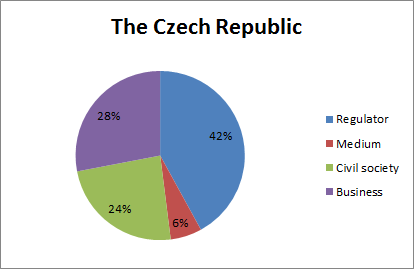 The Czech Republic
28%
42%
24%
6%
Regulator
Medium
Civil society
Business